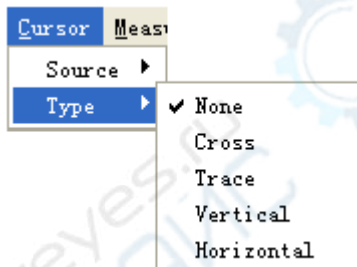 Cursor Meas
Source
Type
None
Cross
Trace
Vertical
Horizontal